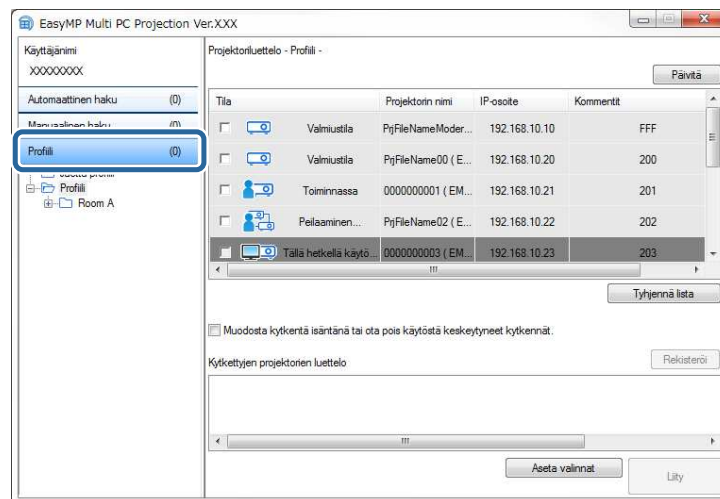 EasyMP Multi PC Projection Ver.X.XX
Käyttäjänimi
XXXXXXXX
Automaattinen haku (0)
Manuaalinen haku (0)
Profiili (0)
Profiili
Room A
Projektoriluettelo - Profiili -
Päivitä
Tila Projektorin nimi IP-osoite Kommentit
Valmiustila PrjFileNameModer... 192.168.10.10 FFF
Valmiustila PrjFileName00 ( E... 192.168.10.20 200
Toiminnassa 0000000001 ( EM... 192.168.10.21 201
Peilaaminen... PrjFileName02 ( E... 192.168.10.22 202
Tällä hetkellä käytö... 0000000003 ( EM... 192.168.10.23 203
Tyhjennä lista
Muodosta kytkentä isäntänä tai ota pois käytöstä keskeytyneet kytkennät.
Kytkettyjen projektorien luettelo
Rekisteröi
Aseta valinnat
Liity